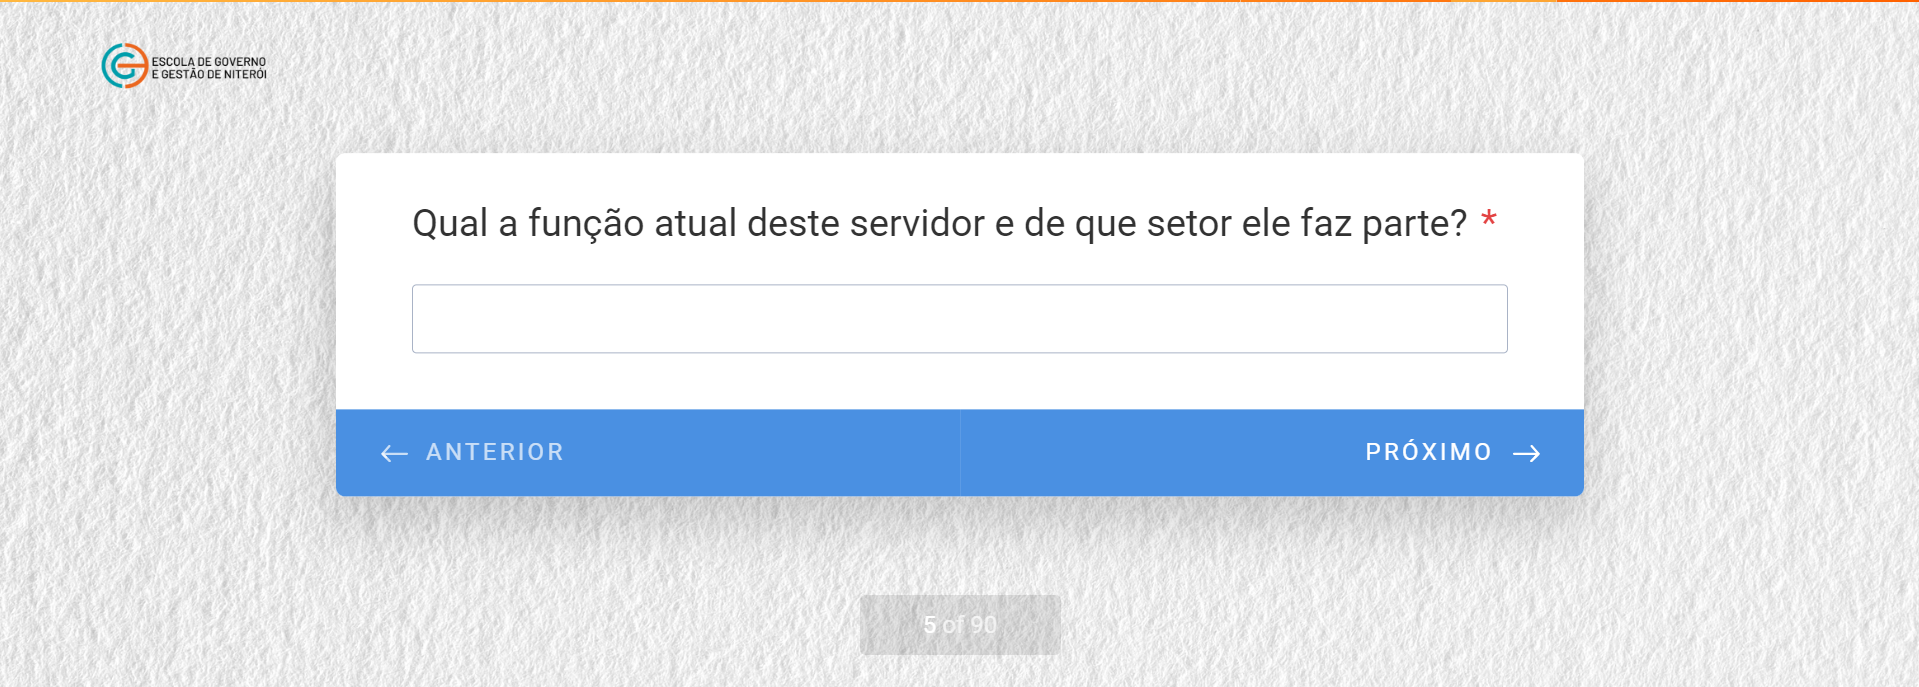 ESCOLA DE GOVERNO
E GESTÃO DE NITERÓI
Qual a função atual deste servidor e de que setor ele faz parte? *
← ANTERIOR
PRÓXIMO →
5 of 90